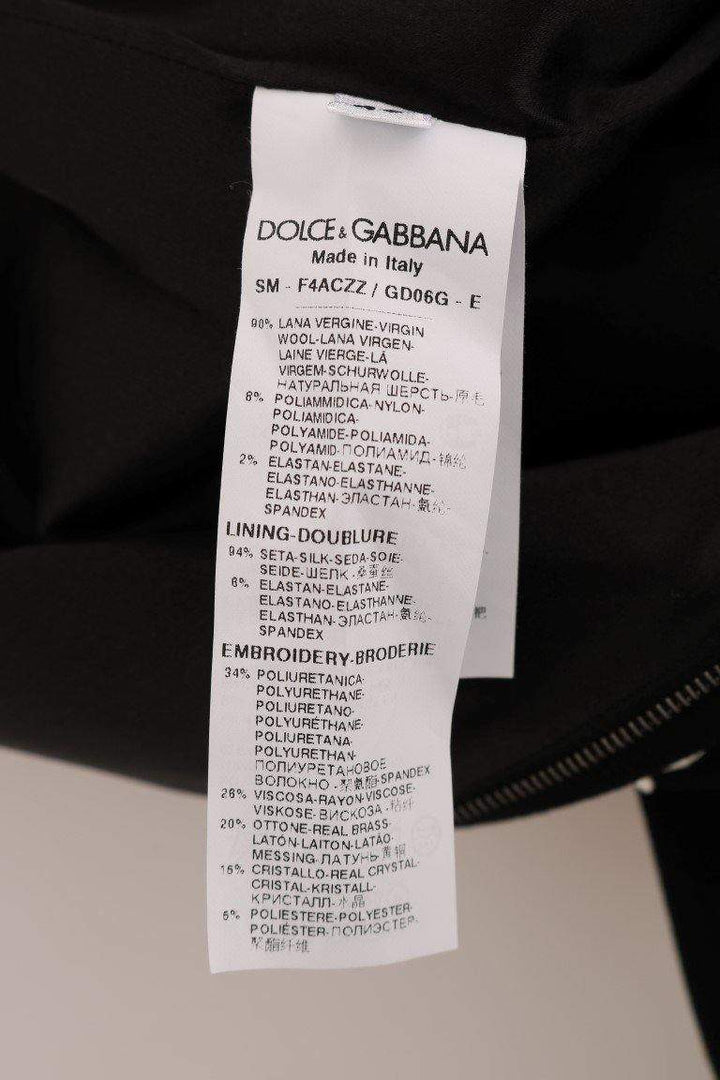 DOLCE & GABBANA
Made in Italy
SM - F4ACZZ / GD06G - E
90% LANA VERGINE-VIRGIN
WOOL-LANA VIRGEN-
LAINE VIERGE-LÃ
VIRGEM-SCHURWOLLE-
НАТУРАЛЬНАЯ ШЕРСТЬ-原毛
8% POLIAMMIDICA-NYLON-
POLIAMIDICA-
POLYAMIDE-POLIAMIDA-
POLYAMID-ПОЛИАМИД-锦纶
2% ELASTAN-ELASTANE-
ELASTANO-ELASTHANNE-
ELASTHAN-ЭЛАСТАН-氨纶-
SPANDEX
LINING-DOUBLURE
94% SETA-SILK-SEDA-SOIE-
SEIDE-ШЕЛК-桑蚕丝
6% ELASTAN-ELASTANE-
ELASTANO-ELASTHANNE-
ELASTHAN-ЭЛАСТАН-氨纶-
SPANDEX
EMBROIDERY-BRODERIE
34% POLIURETANICA-
POLYURETHANE-
POLIURETANO-
POLYURÉTHANE-
POLIURETANA-
POLYURETHAN-
ПОЛИУРЕТАНОВОЕ
ВОЛОКНО-聚氨酯-SPANDEX
26% VISCOSA-RAYON-VISCOSE-
VISKOSE-ВИСКОЗА-粘纤
20% OTTONE-REAL BRASS-
LATÓN-LAITON-LATÃO-
MESSING-ЛАТУНЬ-黄铜
15% CRISTALLO-REAL CRYSTAL-
CRISTAL-KRISTALL-
КРИСТАЛЛ-水晶
5% POLIESTERE-POLYESTER-
POLIÉSTER-ПОЛИЭСТЕР-
聚酯纤维